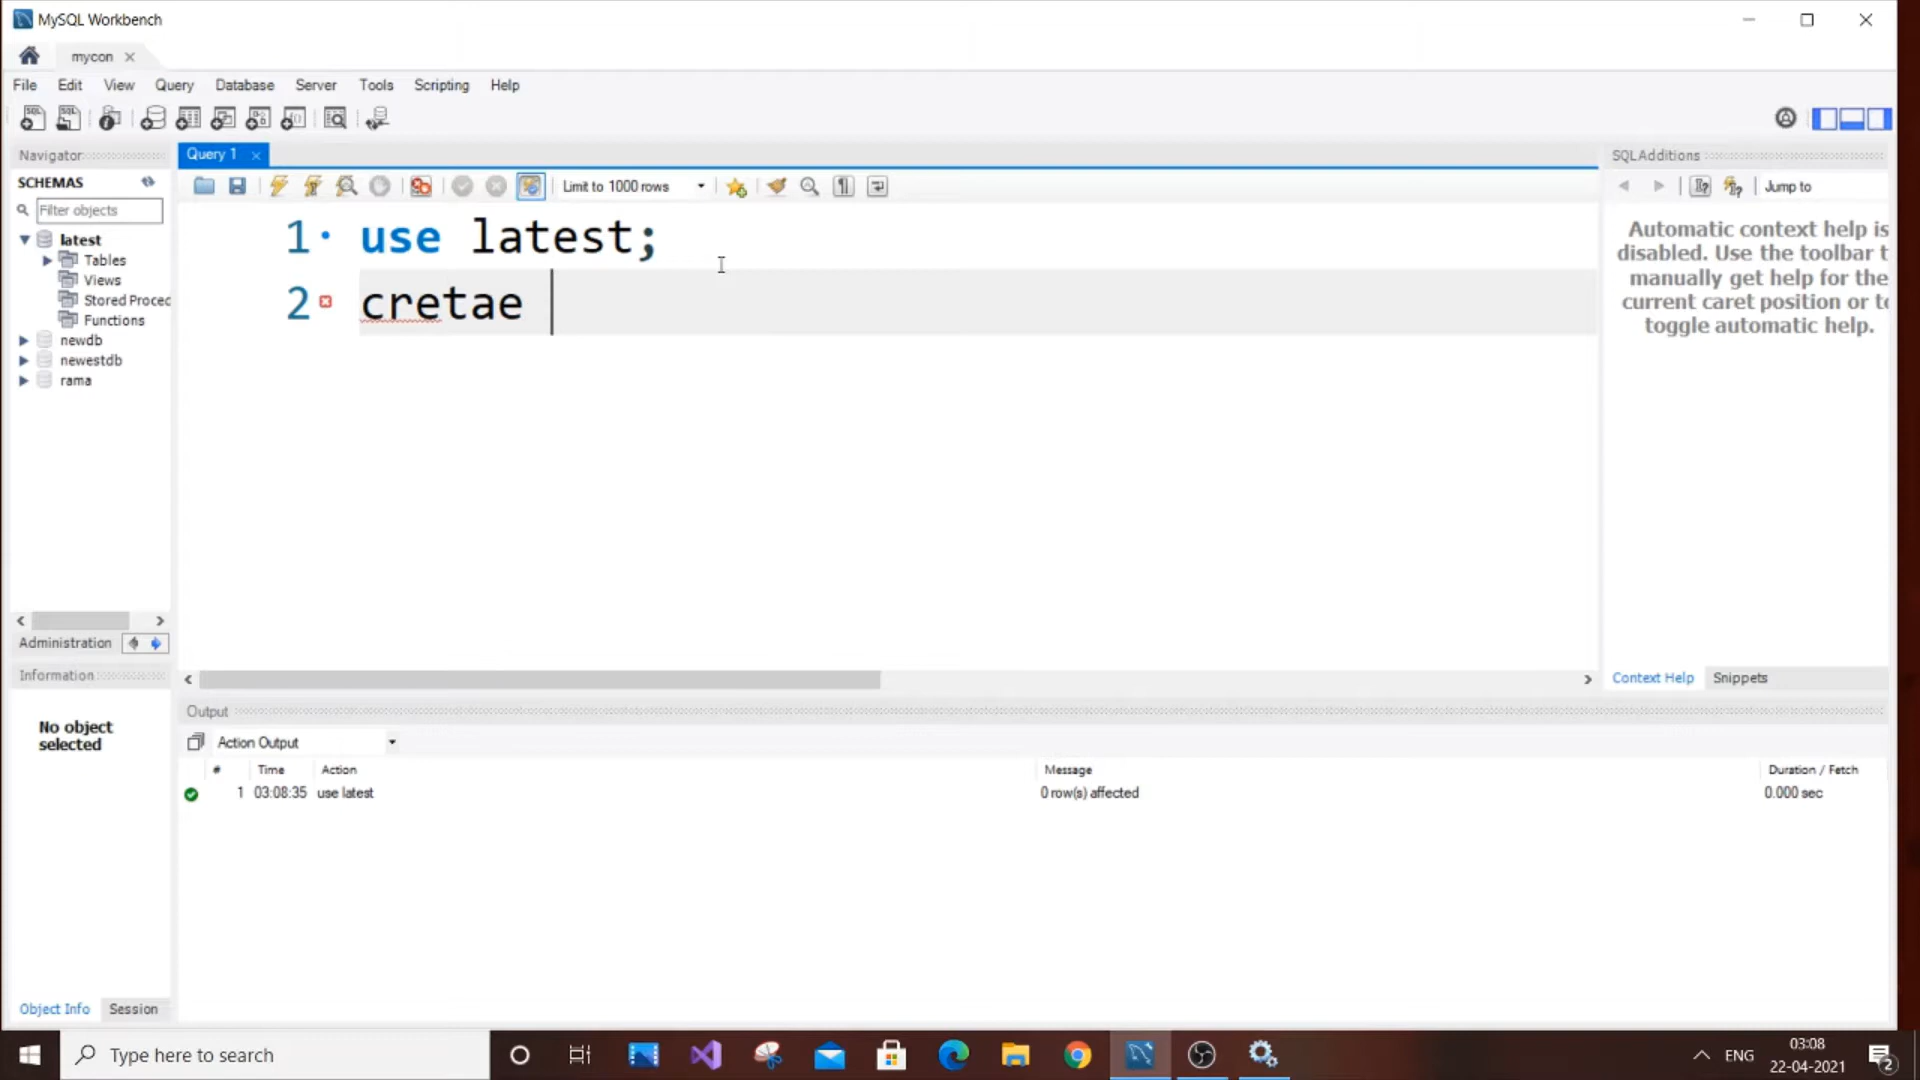 MySQL Workbench
mycon
File Edit View Query Database Server Tools Scripting Help
Navigator
Query 1
SQLAdditions
SCHEMAS
Limit to 1000 rows
Jump to
Filter objects
latest
Tables
Views
Stored Proced
Functions
newdb
newestdb
rama
1 use latest;
2 cretae
Automatic context help is
disabled. Use the toolbar t
manually get help for the
current caret position or to
toggle automatic help.
Administration
Information
No object
selected
Context Help Snippets
Output
Action Output
# Time Action Message Duration / Fetch
1 03:08:35 use latest 0 row(s) affected 0.000 sec
Object Info Session
Type here to search
ENG
03:08
22-04-2021
2